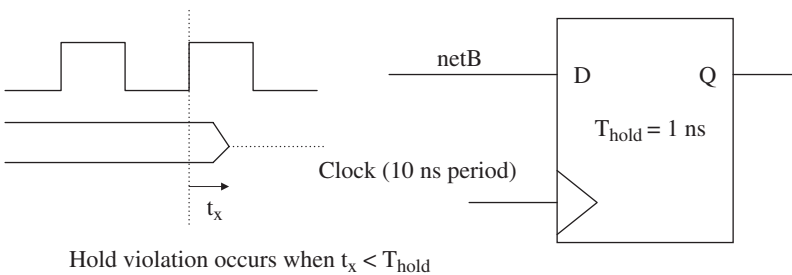 netB
D
Q
T_hold = 1 ns
Clock (10 ns period)
t_x
Hold violation occurs when t_x < T_hold